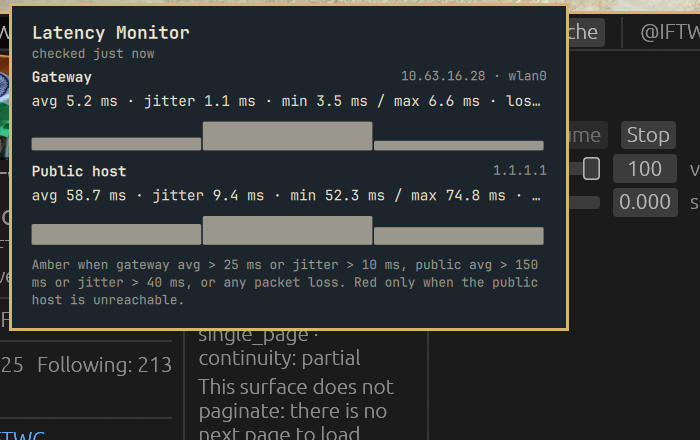 Latency Monitor
checked just now
Gateway
10.63.16.28 · wlan0
avg 5.2 ms · jitter 1.1 ms · min 3.5 ms / max 6.6 ms · los…
Public host
1.1.1.1
avg 58.7 ms · jitter 9.4 ms · min 52.3 ms / max 74.8 ms · …
Amber when gateway avg > 25 ms or jitter > 10 ms, public avg > 150
ms or jitter > 40 ms, or any packet loss. Red only when the public
host is unreachable.
che
@IFTW
ume
Stop
100
v
0.000
s
25 Following: 213
IFTWC
single_page ·
continuity: partial
This surface does not
paginate: there is no
next page to load